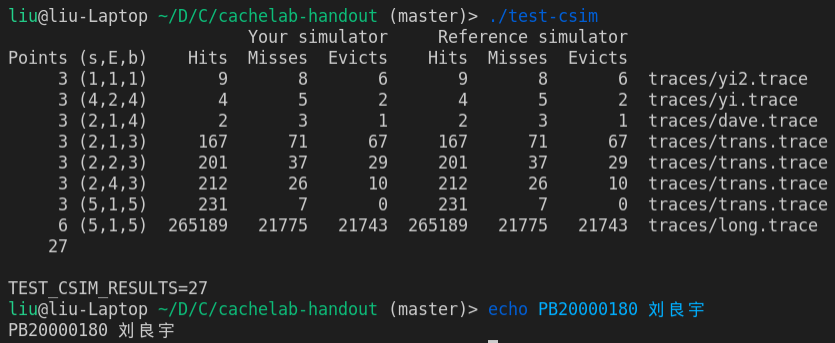 liu@liu-Laptop ~/D/C/cachelab-handout (master)> ./test-csim
                        Your simulator     Reference simulator
Points (s,E,b)    Hits  Misses  Evicts    Hits  Misses  Evicts
     3 (1,1,1)       9       8       6       9       8       6  traces/yi2.trace
     3 (4,2,4)       4       5       2       4       5       2  traces/yi.trace
     3 (2,1,4)       2       3       1       2       3       1  traces/dave.trace
     3 (2,1,3)     167      71      67     167      71      67  traces/trans.trace
     3 (2,2,3)     201      37      29     201      37      29  traces/trans.trace
     3 (2,4,3)     212      26      10     212      26      10  traces/trans.trace
     3 (5,1,5)     231       7       0     231       7       0  traces/trans.trace
     6 (5,1,5)  265189   21775   21743  265189   21775   21743  traces/long.trace
    27
TEST_CSIM_RESULTS=27
liu@liu-Laptop ~/D/C/cachelab-handout (master)> echo PB20000180 刘良宇
PB20000180 刘良宇